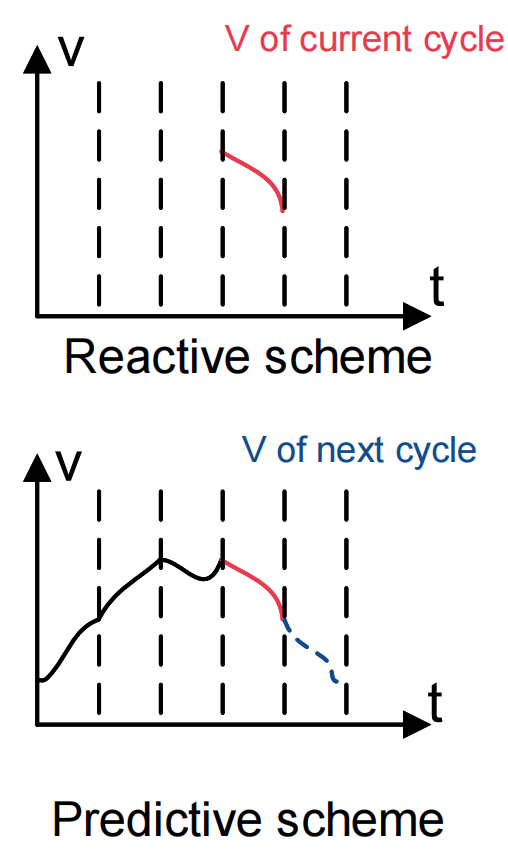 V of current cycle
v
t
Reactive scheme
V of next cycle
v
t
Predictive scheme